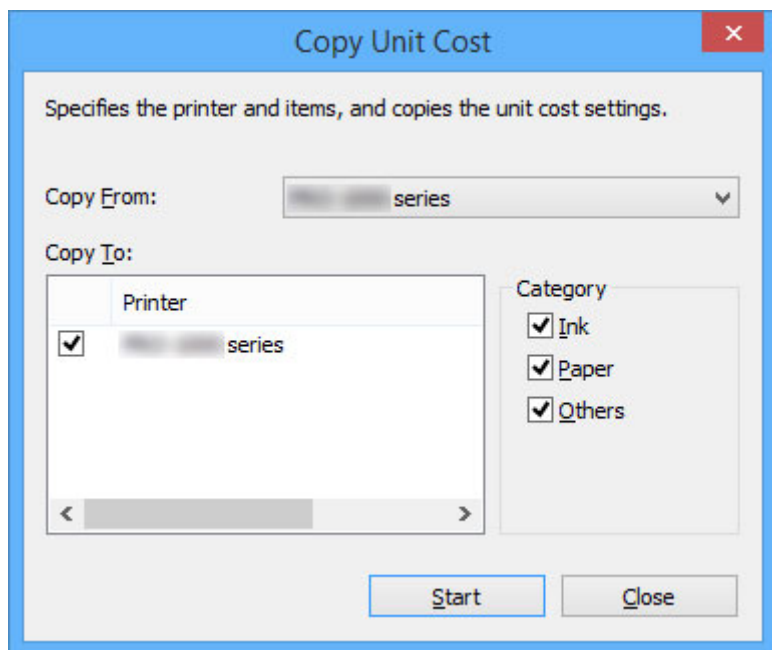 Copy Unit Cost
Specifies the printer and items, and copies the unit cost settings.
Copy From:
series
Copy To:
Printer
series
Category
Ink
Paper
Others
Start
Close